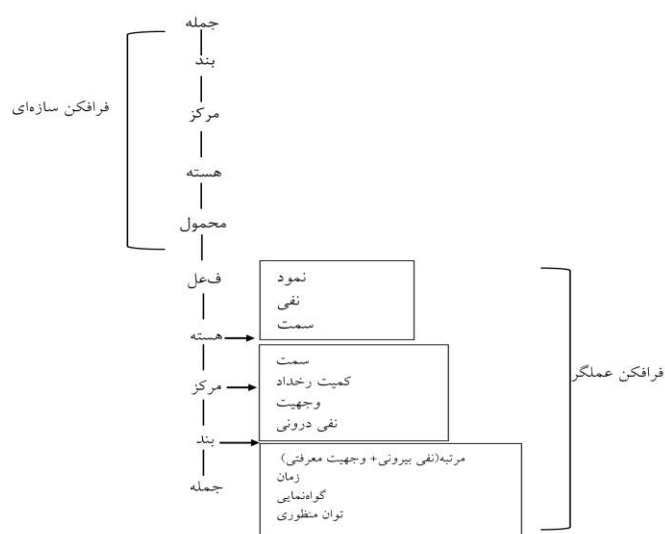 جمله
بند
فرافکن سازه‌ای
مرکز
هسته
محمول
فعل
نمود
نفی
سمت
هسته
سمت
کمیت رخداد
وجهیت
نفی درونی
مرکز
فرافکن عملگر
بند
مرتبه(نفی بیرونی+ وجهیت معرفتی)
زمان
گواه‌نمایی
توان منظوری
جمله